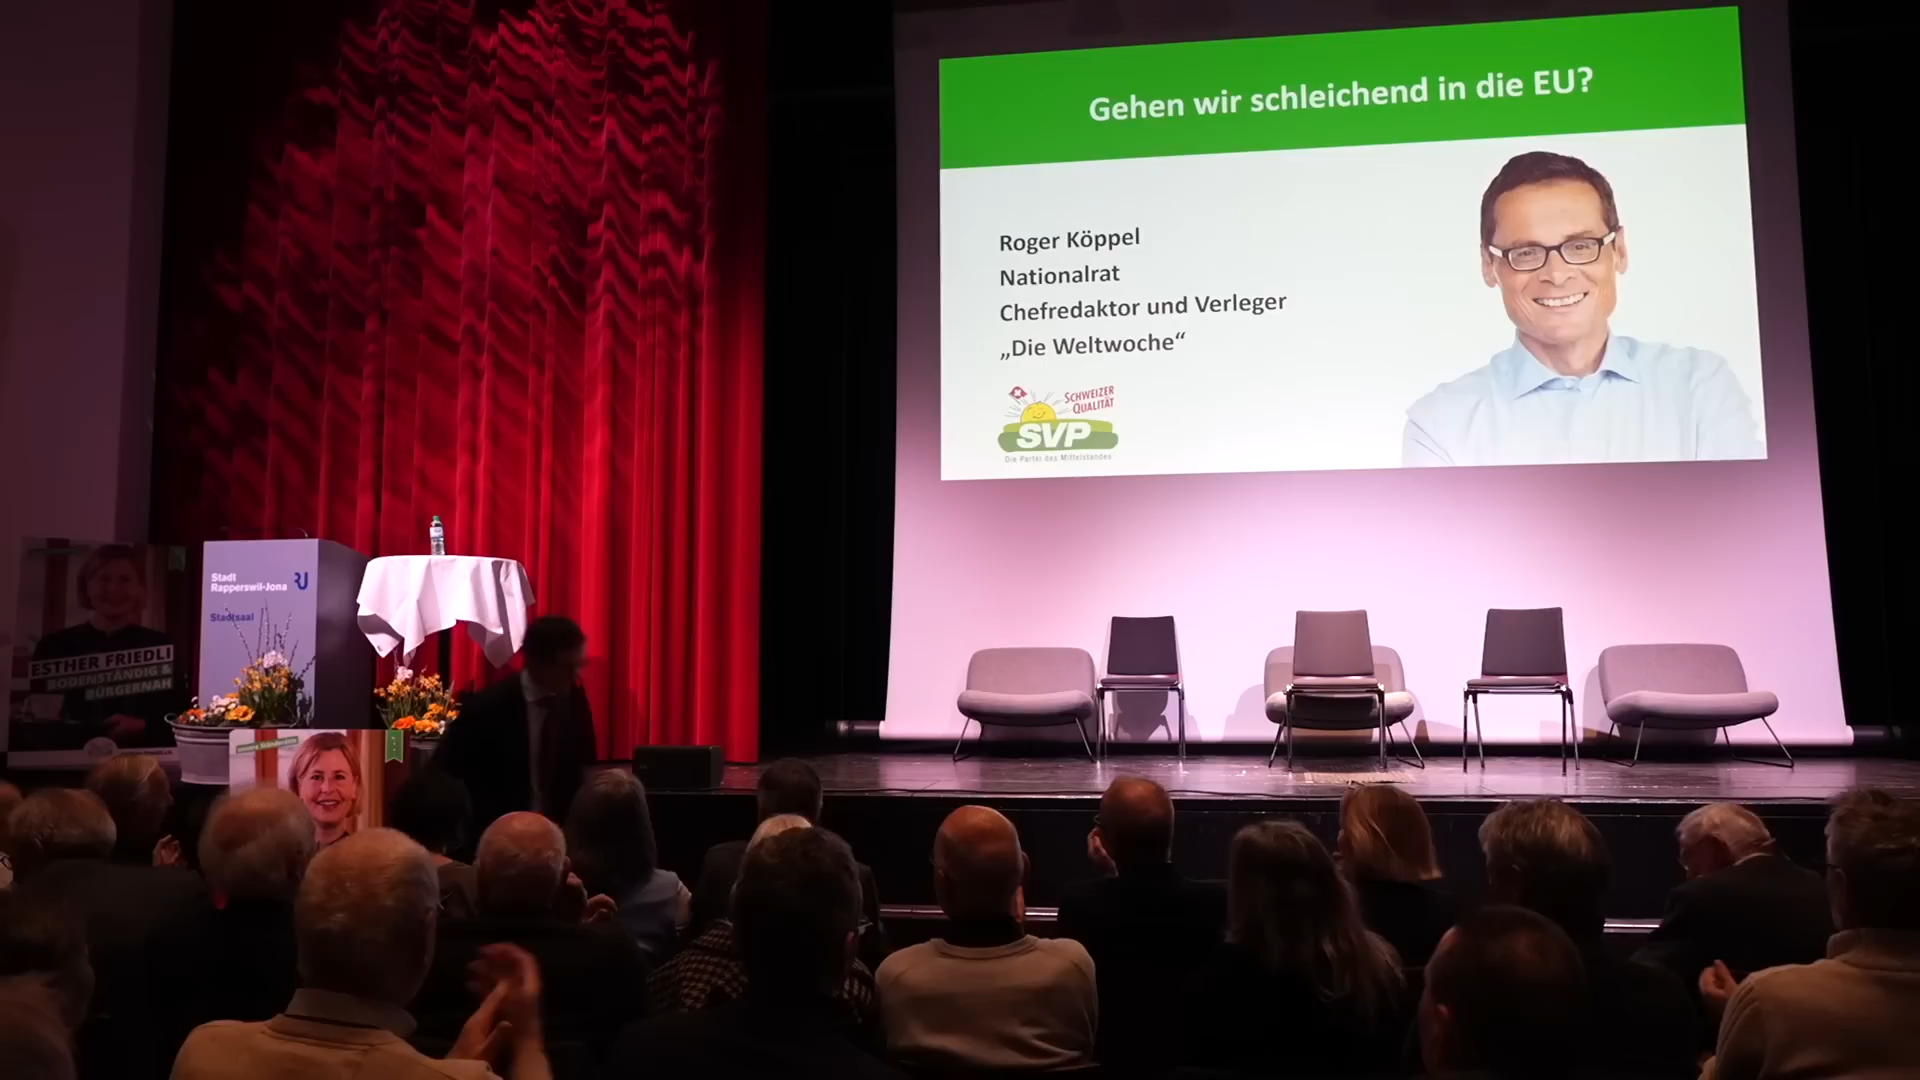 Gehen wir schleichend in die EU?
Roger Köppel
Nationalrat
Chefredaktor und Verleger
„Die Weltwoche“
SCHWEIZER
QUALITÄT
SVP
Die Partei des Mittelstandes
Stadt
Rapperswil-Jona
RJ
Stadtsaal
ESTHER FRIEDLI
BODENSTÄNDIG &
BÜRGERNAH